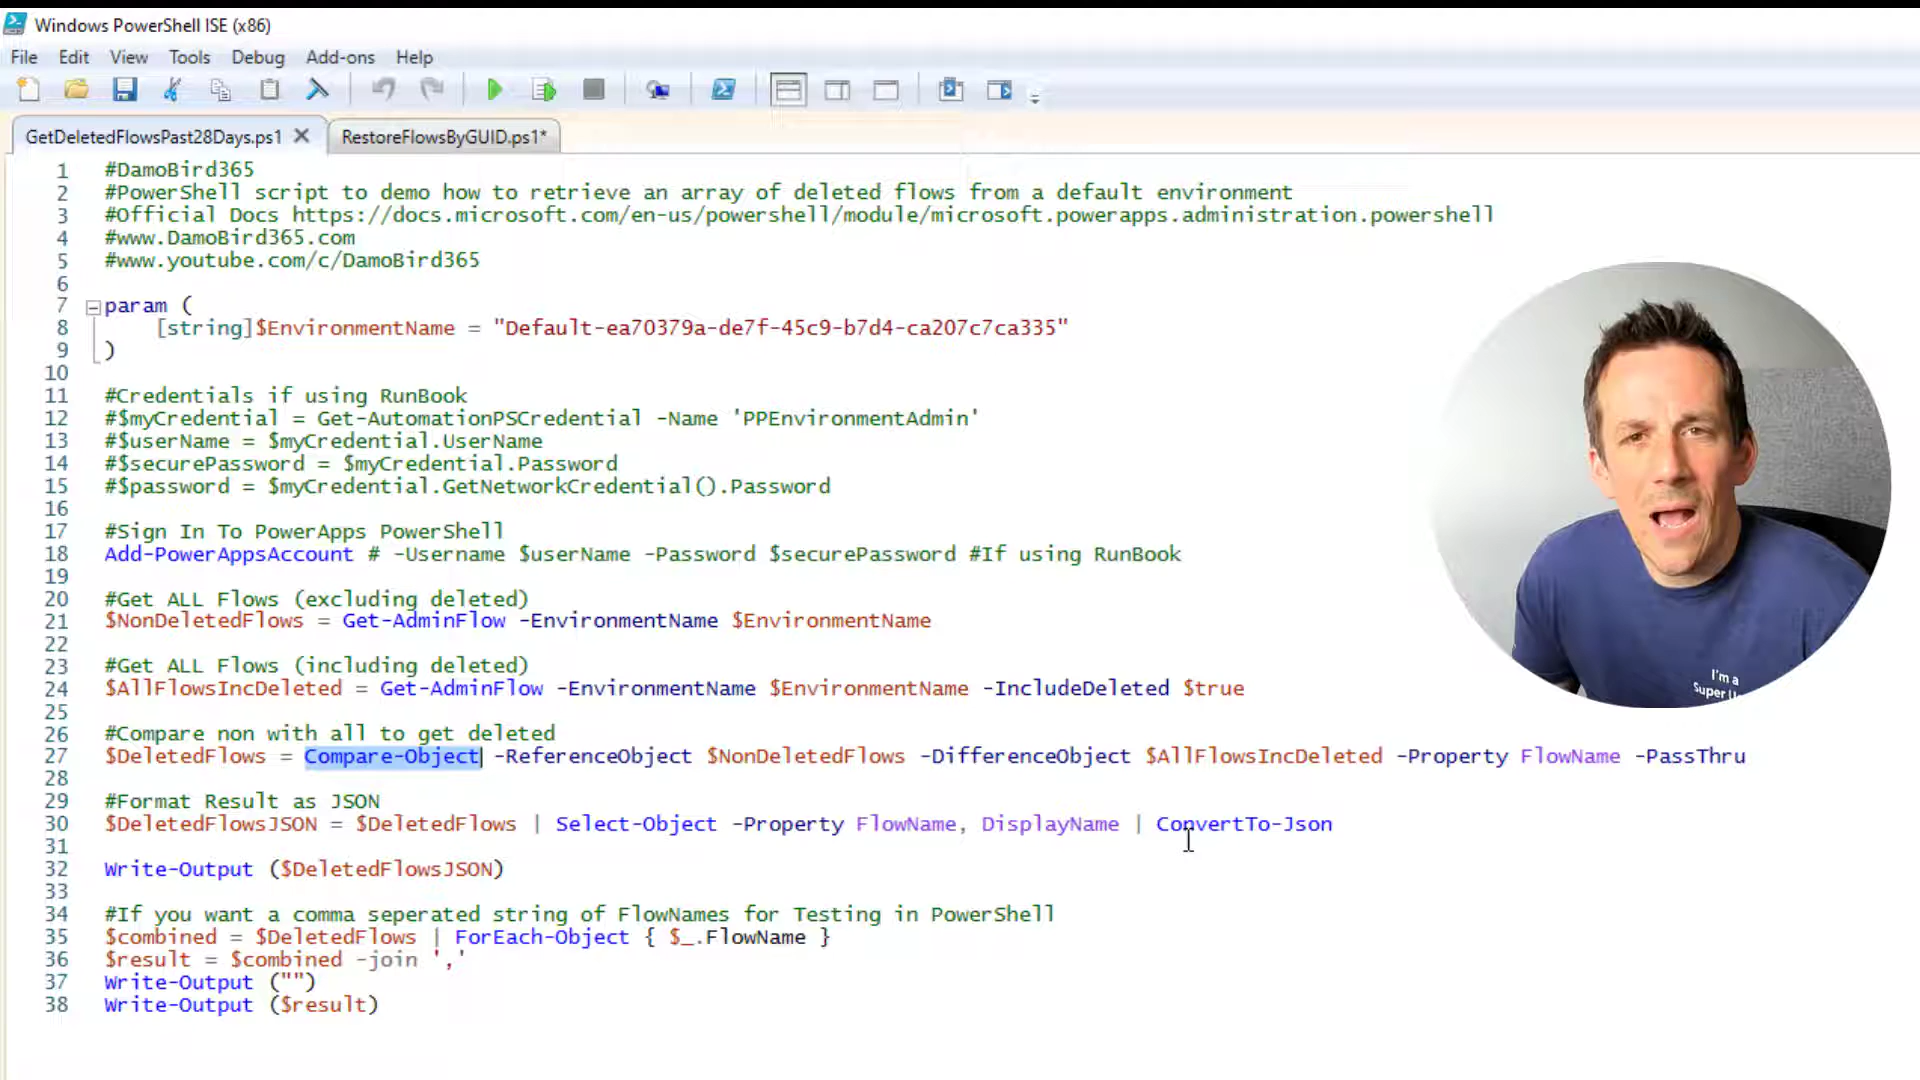 Windows PowerShell ISE (x86)
File Edit View Tools Debug Add-ons Help
GetDeletedFlowsPast28Days.ps1 RestoreFlowsByGUID.ps1*
1 #DamoBird365
2 #PowerShell script to demo how to retrieve an array of deleted flows from a default environment
3 #Official Docs https://docs.microsoft.com/en-us/powershell/module/microsoft.powerapps.administration.powershell
4 #www.DamoBird365.com
5 #www.youtube.com/c/DamoBird365
6
7 param (
8 [string]$EnvironmentName = "Default-ea70379a-de7f-45c9-b7d4-ca207c7ca335"
9 )
10
11 #Credentials if using RunBook
12 #$myCredential = Get-AutomationPSCredential -Name 'PPEnvironmentAdmin'
13 #$userName = $myCredential.UserName
14 #$securePassword = $myCredential.Password
15 #$password = $myCredential.GetNetworkCredential().Password
16
17 #Sign In To PowerApps PowerShell
18 Add-PowerAppsAccount # -Username $userName -Password $securePassword #If using RunBook
19
20 #Get ALL Flows (excluding deleted)
21 $NonDeletedFlows = Get-AdminFlow -EnvironmentName $EnvironmentName
22
23 #Get ALL Flows (including deleted)
24 $AllFlowsIncDeleted = Get-AdminFlow -EnvironmentName $EnvironmentName -IncludeDeleted $true
25
26 #Compare non with all to get deleted
27 $DeletedFlows = Compare-Object -ReferenceObject $NonDeletedFlows -DifferenceObject $AllFlowsIncDeleted -Property FlowName -PassThru
28
29 #Format Result as JSON
30 $DeletedFlowsJSON = $DeletedFlows | Select-Object -Property FlowName, DisplayName | ConvertTo-Json
31
32 Write-Output ($DeletedFlowsJSON)
33
34 #If you want a comma seperated string of FlowNames for Testing in PowerShell
35 $combined = $DeletedFlows | ForEach-Object { $_.FlowName }
36 $result = $combined -join ','
37 Write-Output ("")
38 Write-Output ($result)
I'm a
Super